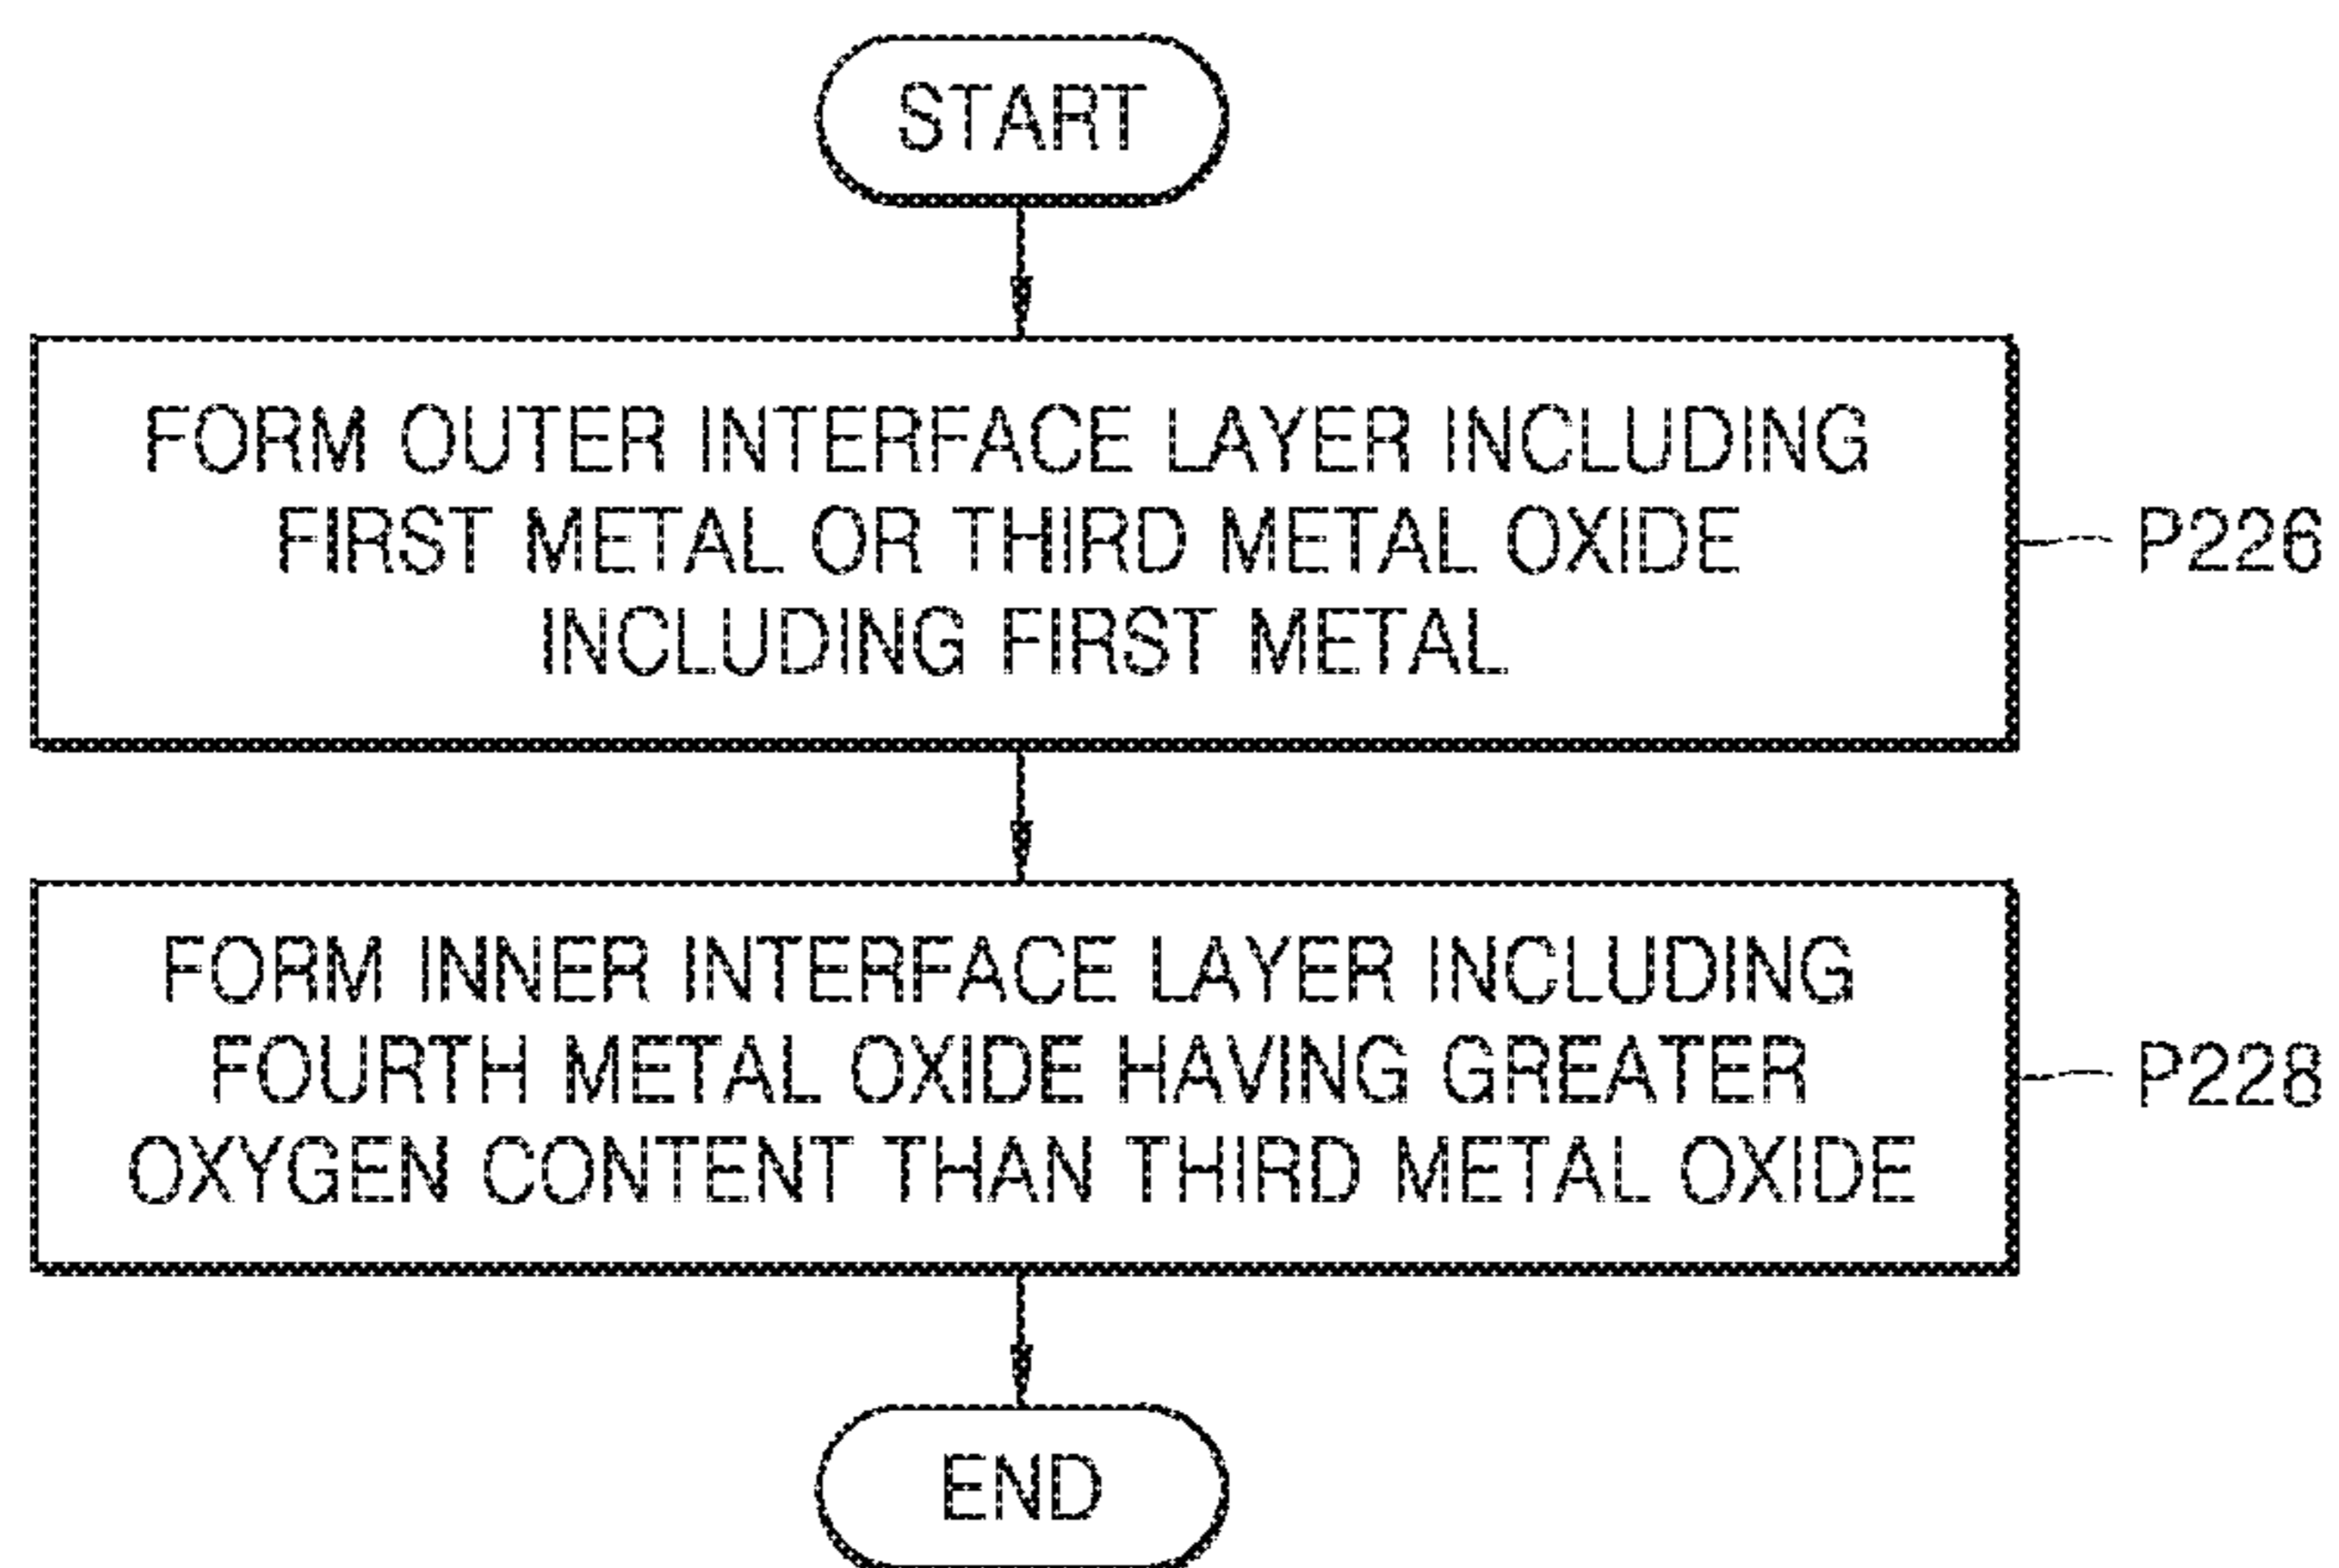 START
FORM OUTER INTERFACE LAYER INCLUDING
FIRST METAL OR THIRD METAL OXIDE
INCLUDING FIRST METAL
P226
FORM INNER INTERFACE LAYER INCLUDING
FOURTH METAL OXIDE HAVING GREATER
OXYGEN CONTENT THAN THIRD METAL OXIDE
P228
END